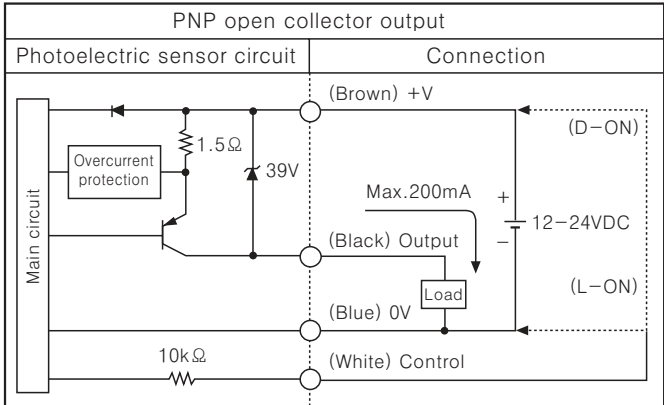 PNP open collector output
Photoelectric sensor circuit
Connection
(Brown) +V
(D-ON)
1.5Ω
Overcurrent
protection
39V
Max.200mA
+
12-24VDC
-
Main circuit
(Black) Output
Load
(L-ON)
(Blue) 0V
10kΩ
(White) Control